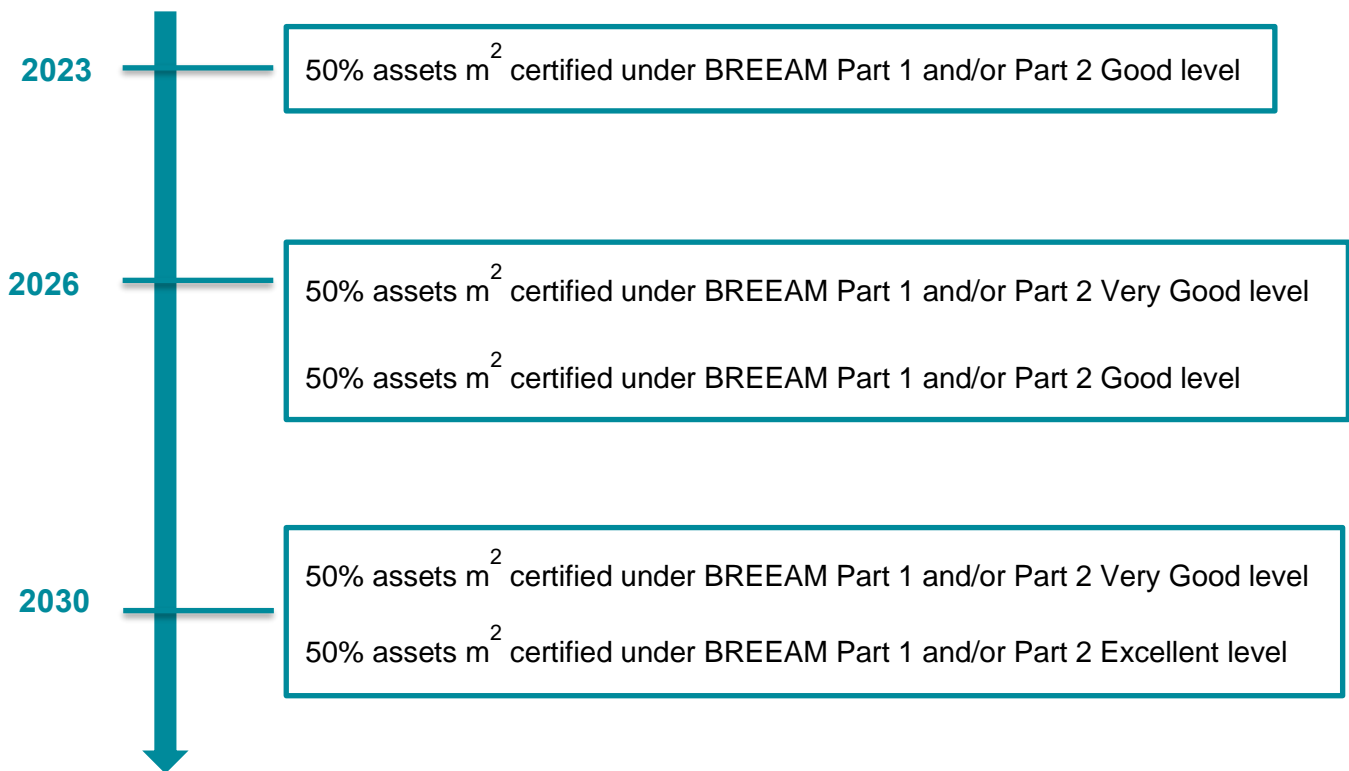 2023
50% assets m² certified under BREEAM Part 1 and/or Part 2 Good level
2026
50% assets m² certified under BREEAM Part 1 and/or Part 2 Very Good level
50% assets m² certified under BREEAM Part 1 and/or Part 2 Good level
2030
50% assets m² certified under BREEAM Part 1 and/or Part 2 Very Good level
50% assets m² certified under BREEAM Part 1 and/or Part 2 Excellent level